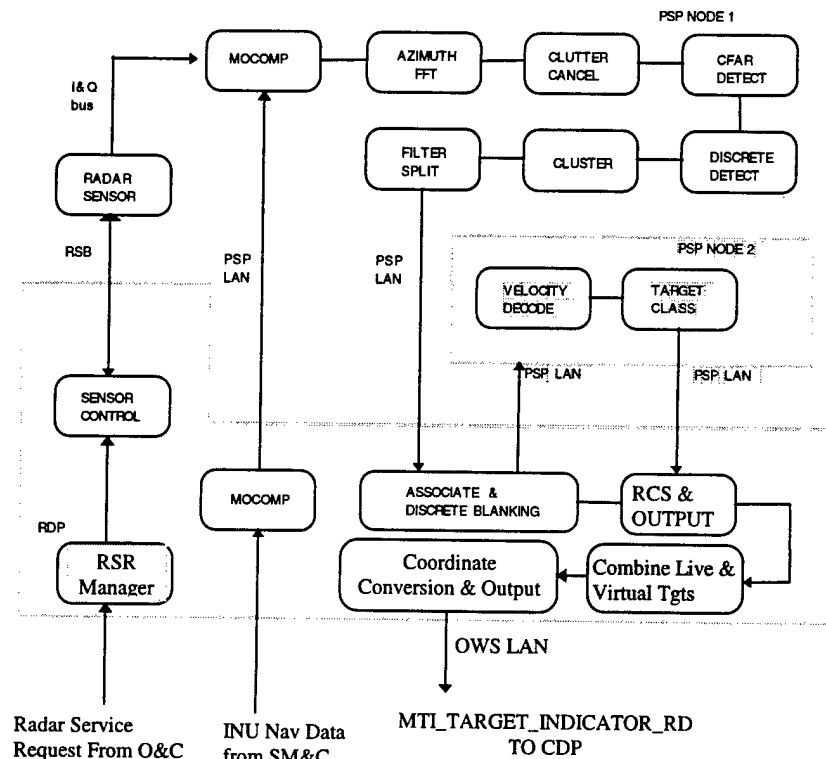 PSP NODE 1
MOCOMP
AZIMUTH
FFT
CLUTTER
CANCEL
CFAR
DETECT
I & Q
bus
FILTER
SPLIT
CLUSTER
DISCRETE
DETECT
RADAR
SENSOR
RSB
PSP
LAN
PSP
LAN
PSP NODE 2
VELOCITY
DECODE
TARGET
CLASS
PSP LAN
PSP LAN
SENSOR
CONTROL
MOCOMP
ASSOCIATE &
DISCRETE BLANKING
RCS &
OUTPUT
RDP
RSR
Manager
Coordinate
Conversion & Output
Combine Live &
Virtual Tgts
OWS LAN
Radar Service
Request From O&C
INU Nav Data
from SM&C
MTI_TARGET_INDICATOR_RD
TO CDP